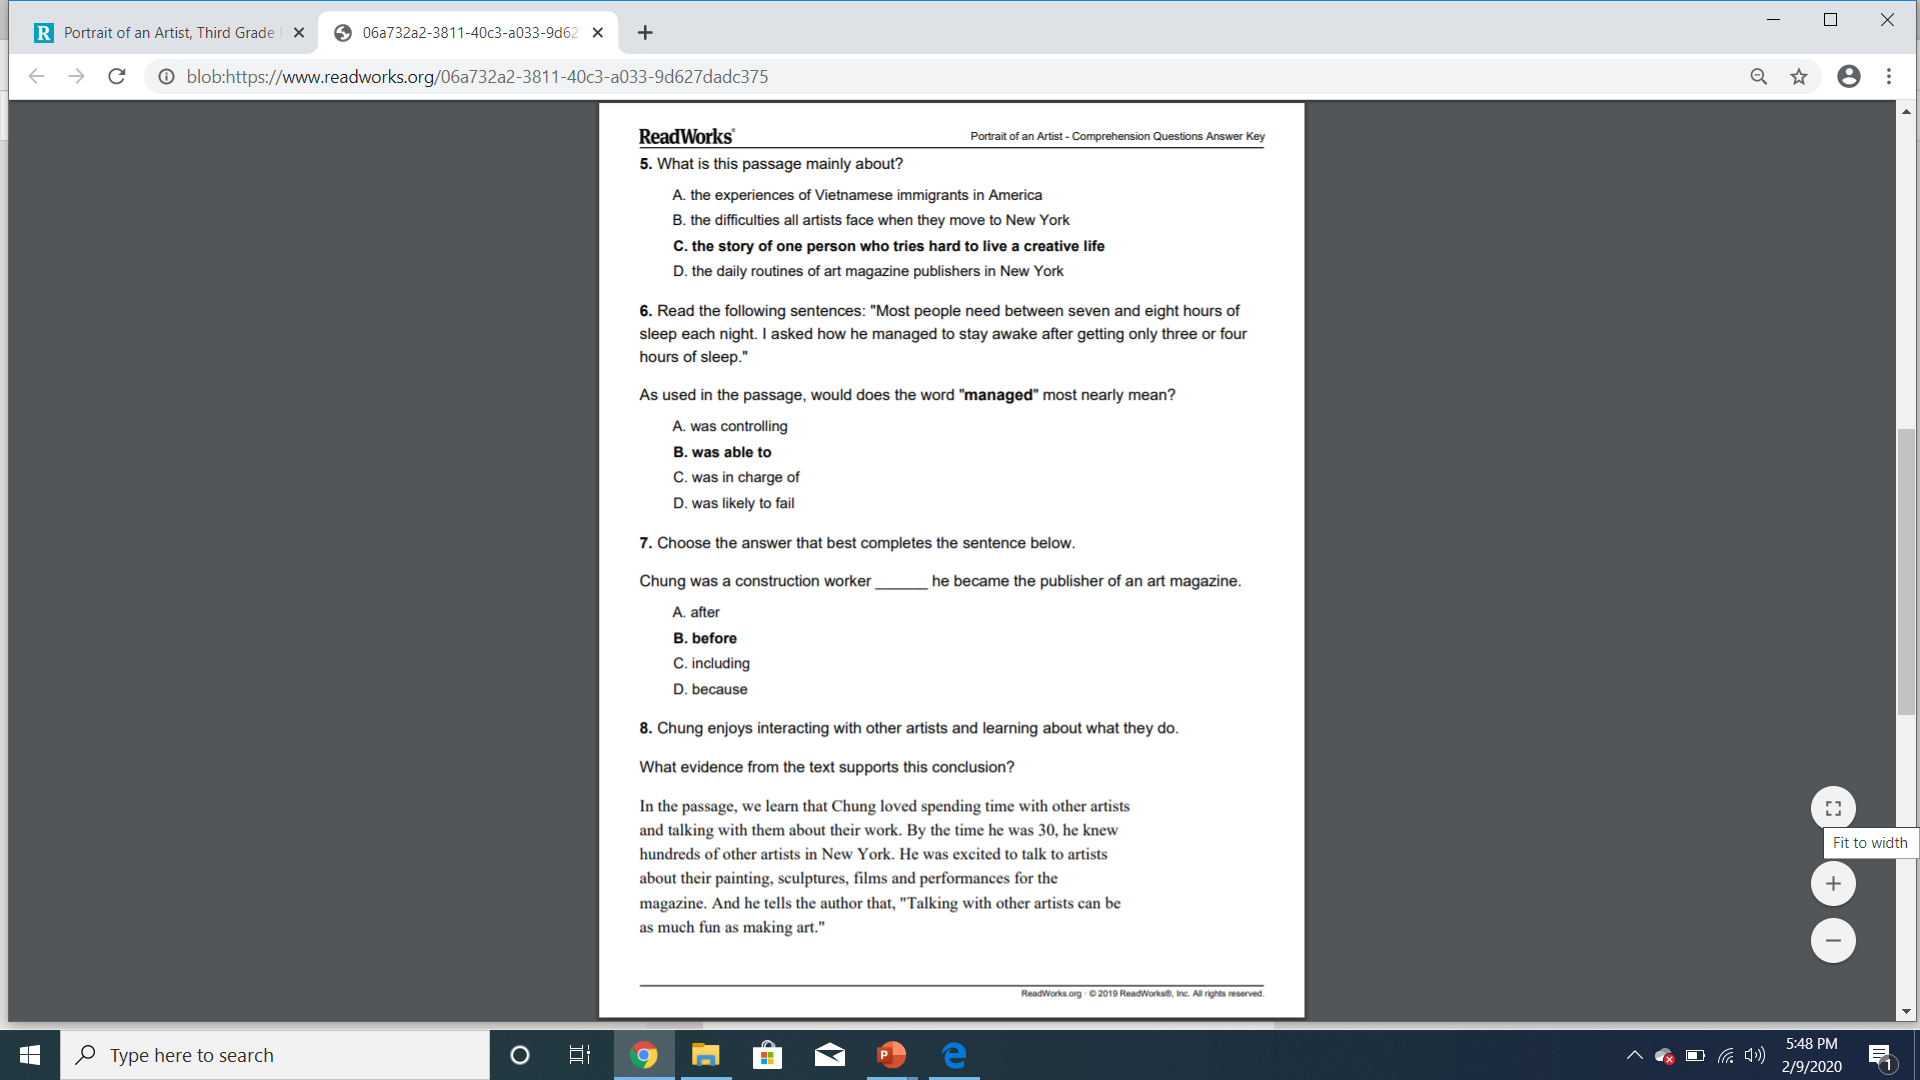 Portrait of an Artist, Third Grade
06a732a2-3811-40c3-a033-9d62
blob:https://www.readworks.org/06a732a2-3811-40c3-a033-9d627dadc375
ReadWorks®
Portrait of an Artist - Comprehension Questions Answer Key
5. What is this passage mainly about?
A. the experiences of Vietnamese immigrants in America
B. the difficulties all artists face when they move to New York
C. the story of one person who tries hard to live a creative life
D. the daily routines of art magazine publishers in New York
6. Read the following sentences: "Most people need between seven and eight hours of
sleep each night. I asked how he managed to stay awake after getting only three or four
hours of sleep."
As used in the passage, would does the word "managed" most nearly mean?
A. was controlling
B. was able to
C. was in charge of
D. was likely to fail
7. Choose the answer that best completes the sentence below.
Chung was a construction worker ______ he became the publisher of an art magazine.
A. after
B. before
C. including
D. because
8. Chung enjoys interacting with other artists and learning about what they do.
What evidence from the text supports this conclusion?
In the passage, we learn that Chung loved spending time with other artists
and talking with them about their work. By the time he was 30, he knew
hundreds of other artists in New York. He was excited to talk to artists
about their painting, sculptures, films and performances for the
magazine. And he tells the author that, "Talking with other artists can be
as much fun as making art."
ReadWorks.org · © 2019 ReadWorks®, Inc. All rights reserved.
Fit to width
Type here to search
5:48 PM
2/9/2020
1